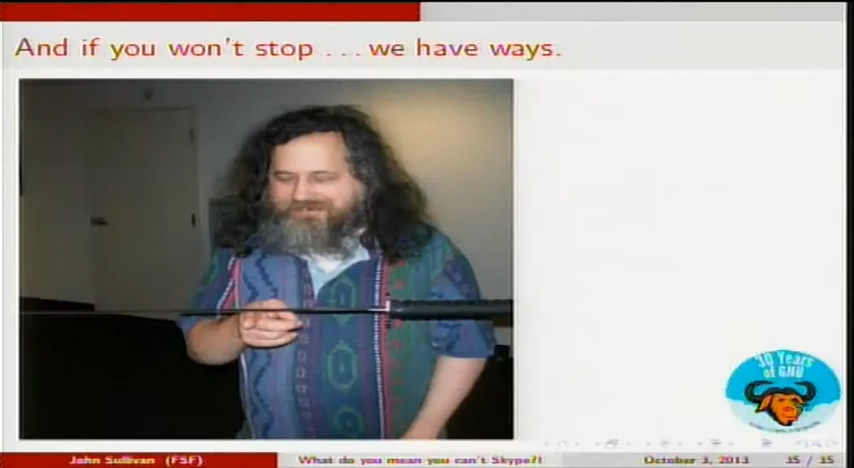 And if you won't stop . . . we have ways.
30 Years
of GNU
John Sullivan (FSF)
What do you mean you can't Skype?!
October 3, 2013
35 / 35